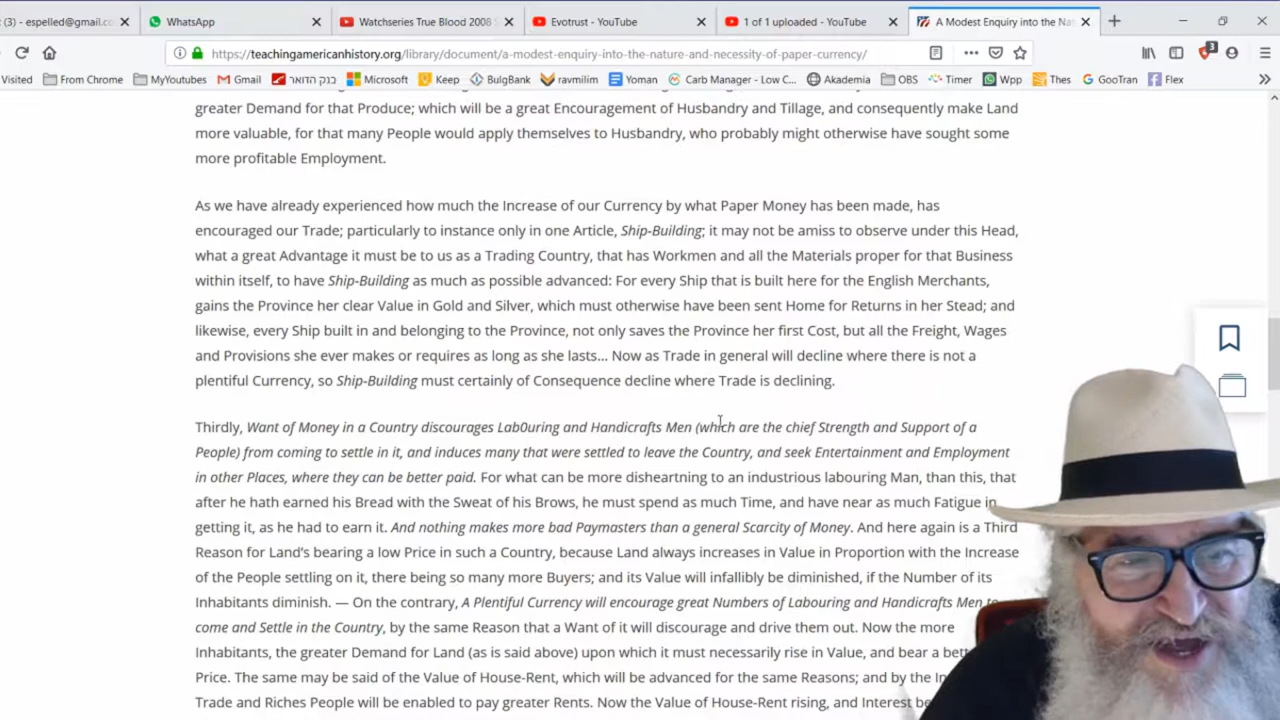 (3) - espelled@gmail.co
WhatsApp
Watchseries True Blood 2008 S
Evotrust - YouTube
1 of 1 uploaded - YouTube
A Modest Enquiry into the Na
https://teachingamericanhistory.org/library/document/a-modest-enquiry-into-the-nature-and-necessity-of-paper-currency/
3
Visited
From Chrome
MyYoutubes
Gmail
בנק הדואר
Microsoft
Keep
BulgBank
ravmilim
Yoman
Carb Manager - Low C...
Akademia
OBS
Timer
Wpp
Thes
GooTran
Flex
greater Demand for that Produce; which will be a great Encouragement of Husbandry and Tillage, and consequently make Land
more valuable, for that many People would apply themselves to Husbandry, who probably might otherwise have sought some
more profitable Employment.
As we have already experienced how much the Increase of our Currency by what Paper Money has been made, has
encouraged our Trade; particularly to instance only in one Article, Ship-Building; it may not be amiss to observe under this Head,
what a great Advantage it must be to us as a Trading Country, that has Workmen and all the Materials proper for that Business
within itself, to have Ship-Building as much as possible advanced: For every Ship that is built here for the English Merchants,
gains the Province her clear Value in Gold and Silver, which must otherwise have been sent Home for Returns in her Stead; and
likewise, every Ship built in and belonging to the Province, not only saves the Province her first Cost, but all the Freight, Wages
and Provisions she ever makes or requires as long as she lasts... Now as Trade in general will decline where there is not a
plentiful Currency, so Ship-Building must certainly of Consequence decline where Trade is declining.
Thirdly, Want of Money in a Country discourages Lab0uring and Handicrafts Men (which are the chief Strength and Support of a
People) from coming to settle in it, and induces many that were settled to leave the Country, and seek Entertainment and Employment
in other Places, where they can be better paid. For what can be more disheartning to an industrious labouring Man, than this, that
after he hath earned his Bread with the Sweat of his Brows, he must spend as much Time, and have near as much Fatigue in
getting it, as he had to earn it. And nothing makes more bad Paymasters than a general Scarcity of Money. And here again is a Third
Reason for Land's bearing a low Price in such a Country, because Land always increases in Value in Proportion with the Increase
of the People settling on it, there being so many more Buyers; and its Value will infallibly be diminished, if the Number of its
Inhabitants diminish. — On the contrary, A Plentiful Currency will encourage great Numbers of Labouring and Handicrafts Men to
come and Settle in the Country, by the same Reason that a Want of it will discourage and drive them out. Now the more
Inhabitants, the greater Demand for Land (as is said above) upon which it must necessarily rise in Value, and bear a bett
Price. The same may be said of the Value of House-Rent, which will be advanced for the same Reasons; and by the In
Trade and Riches People will be enabled to pay greater Rents. Now the Value of House-Rent rising, and Interest be